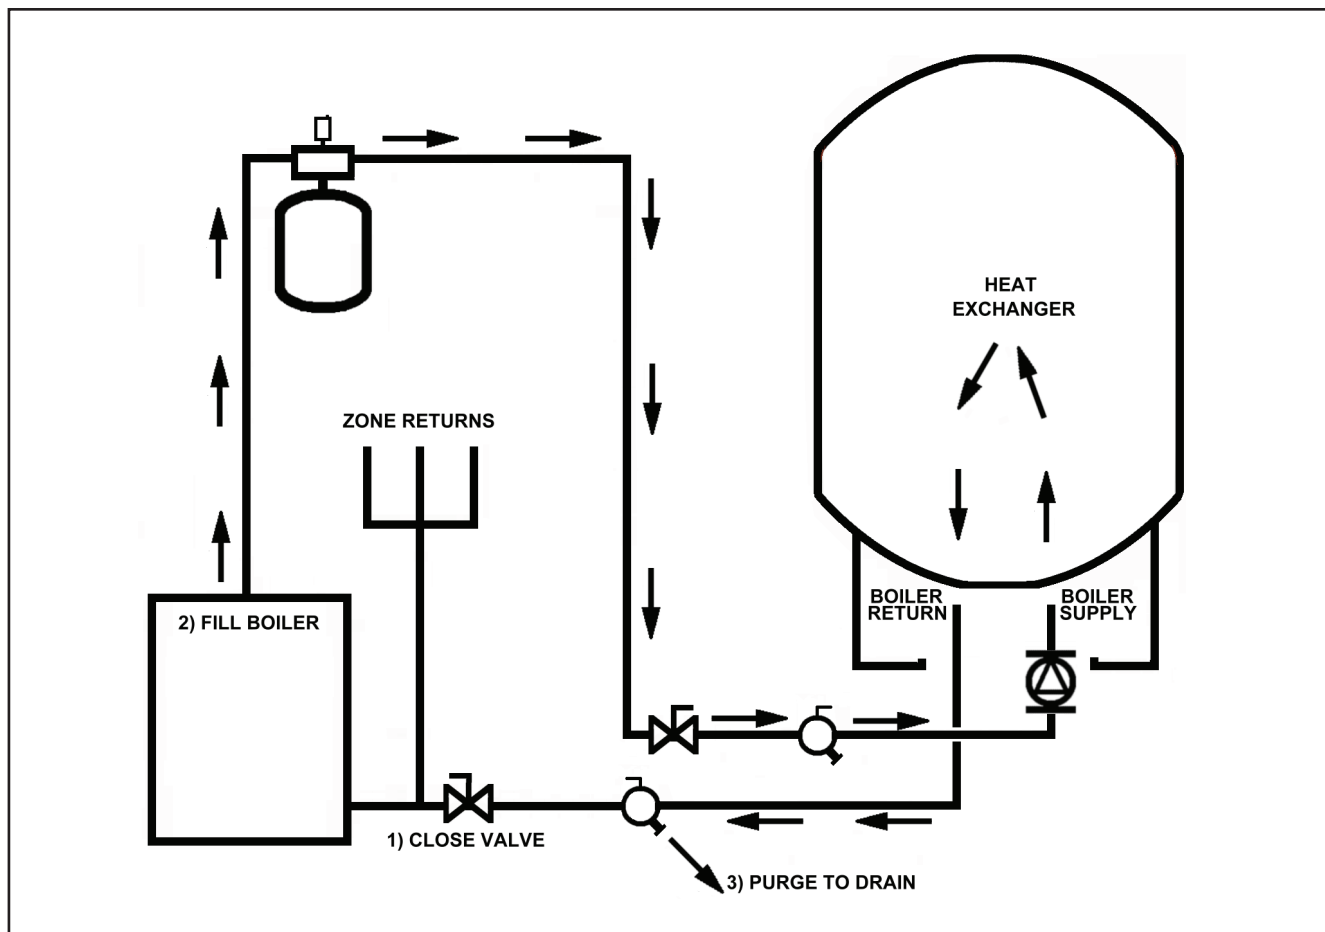 HEAT
EXCHANGER
ZONE RETURNS
BOILER
RETURN
BOILER
SUPPLY
2) FILL BOILER
1) CLOSE VALVE
3) PURGE TO DRAIN